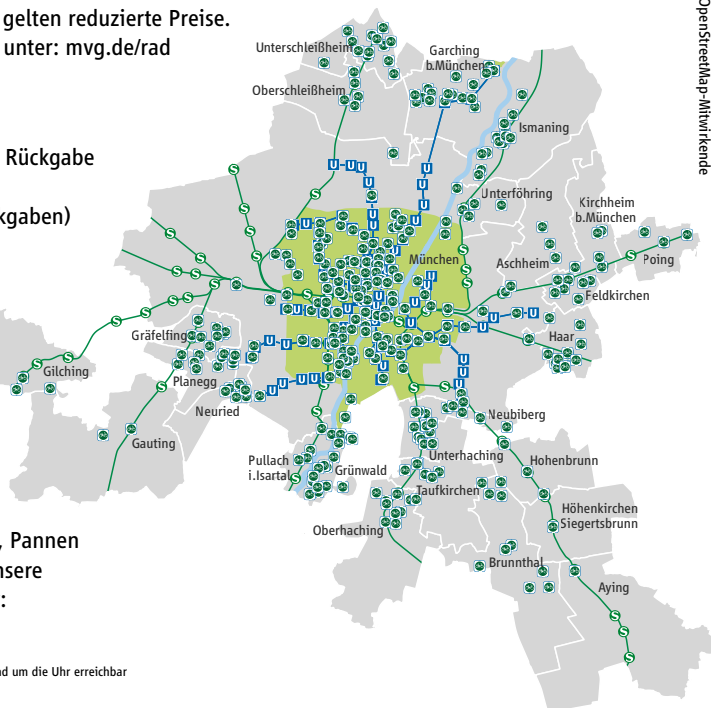 gelten reduzierte Preise.
unter: mvg.de/rad
Rückgabe
kgaben)
, Pannen
nsere
:
nd um die Uhr erreichbar
OpenStreetMap-Mitwirkende
Unterschleißheim
Garching
b.München
Oberschleißheim
Ismaning
Unterföhring
Kirchheim
b.München
München
Aschheim
Poing
Feldkirchen
Gräfelfing
Haar
Gilching
Planegg
Neuried
Neubiberg
Gauting
Unterhaching
Hohenbrunn
Pullach
i.Isartal
Grünwald
Taufkirchen
Höhenkirchen
Siegertsbrunn
Oberhaching
Brunnthal
Aying